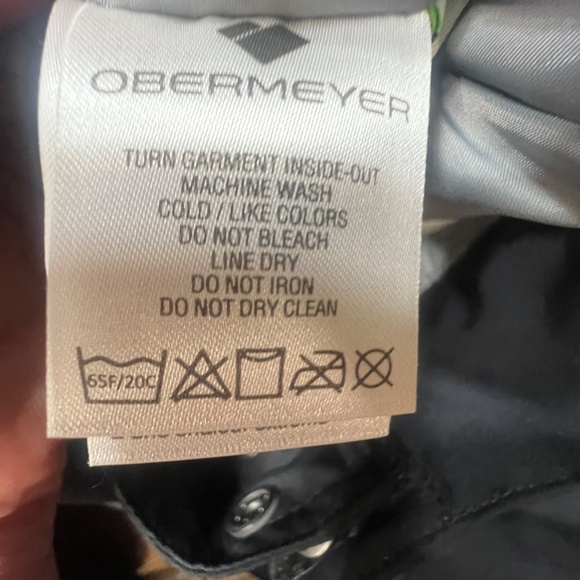 OBERMEYER
TURN GARMENT INSIDE-OUT
MACHINE WASH
COLD / LIKE COLORS
DO NOT BLEACH
LINE DRY
DO NOT IRON
DO NOT DRY CLEAN
65F/20C